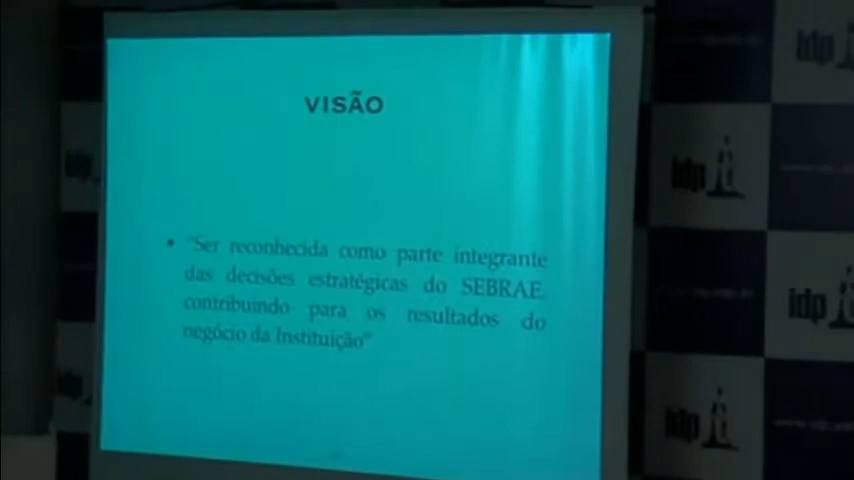 VISÃO
• "Ser reconhecida como parte integrante
das decisões estratégicas do SEBRAE,
contribuindo para os resultados do
negócio da Instituição"
idp
idp
idp
idp